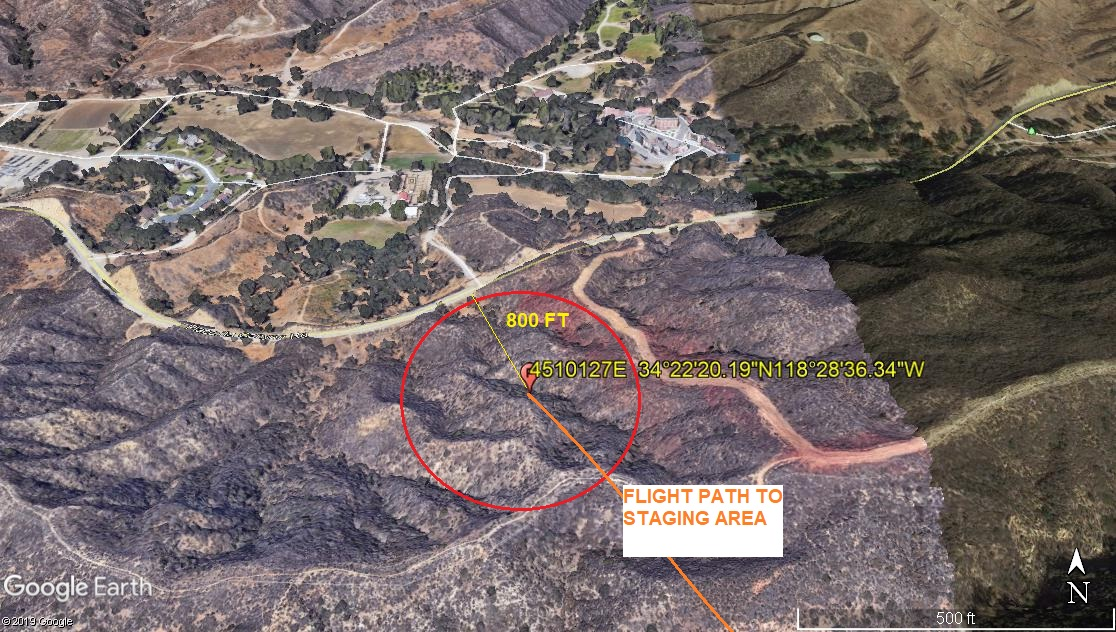 800 FT
4510127E 34°22'20.19"N118°28'36.34"W
FLIGHT PATH TO
STAGING AREA
Google Earth
© 2019 Google
N
500 ft